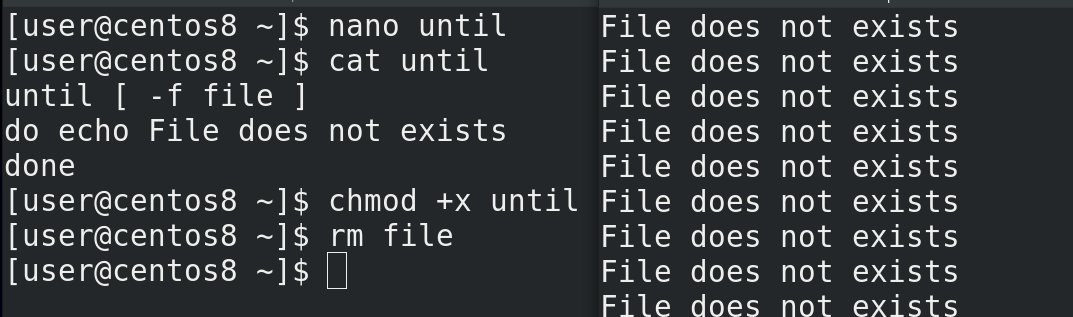 [user@centos8 ~]$ nano until
[user@centos8 ~]$ cat until
until [ -f file ]
do echo File does not exists
done
[user@centos8 ~]$ chmod +x until
[user@centos8 ~]$ rm file
[user@centos8 ~]$
File does not exists
File does not exists
File does not exists
File does not exists
File does not exists
File does not exists
File does not exists
File does not exists
File does not exists